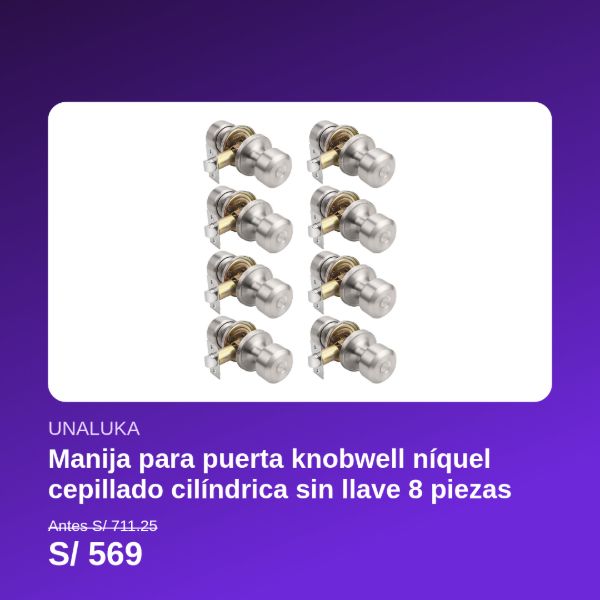 UNALUKA
Manija para puerta knobwell níquel
cepillado cilíndrica sin llave 8 piezas
Antes S/ 711.25
S/ 569